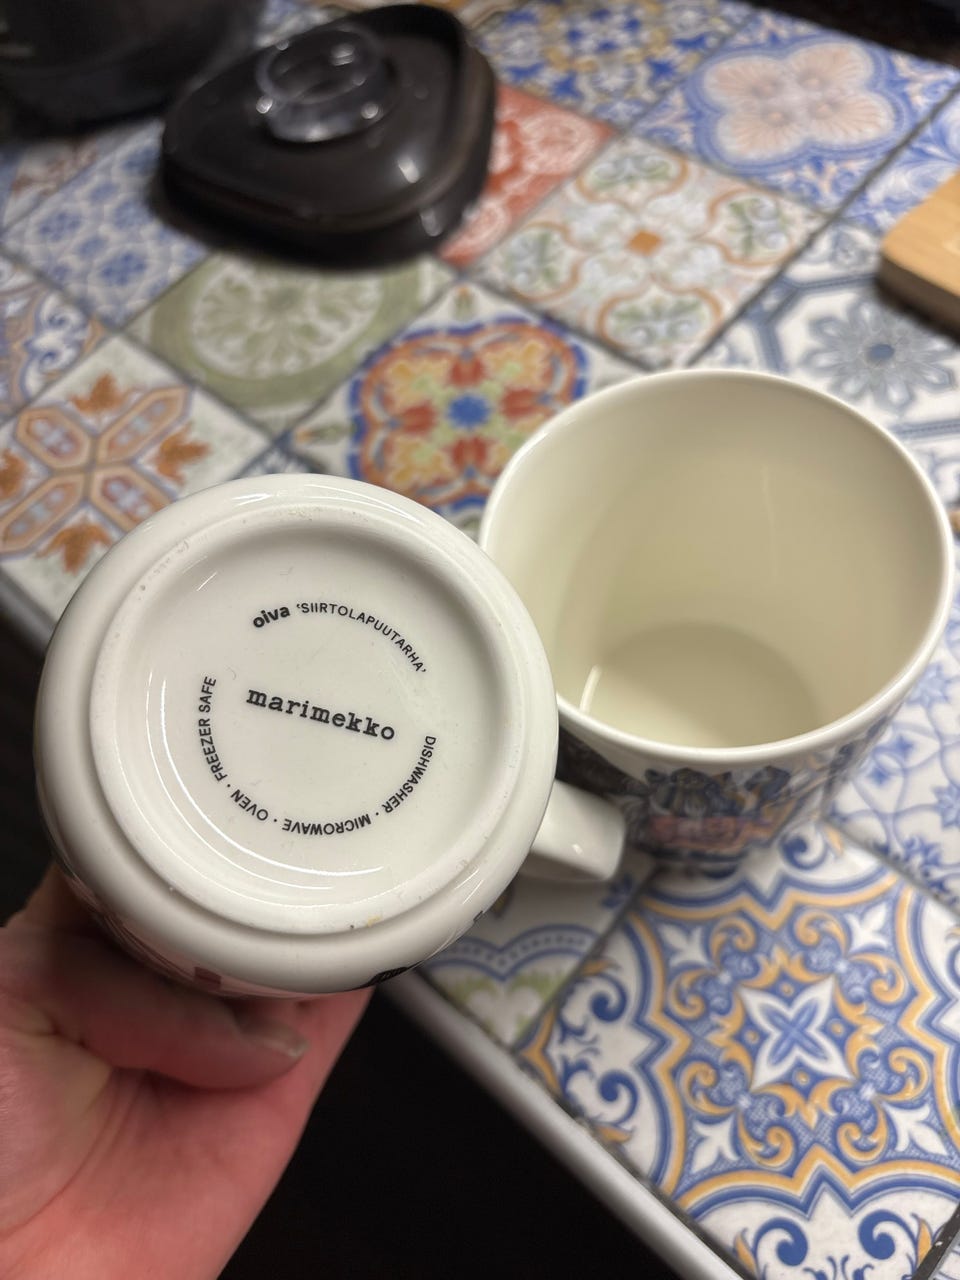 oiva 'SIIRTOLAPUUTARHA'
marimekko
DISHWASHER · MICROWAVE · OVEN · FREEZER SAFE